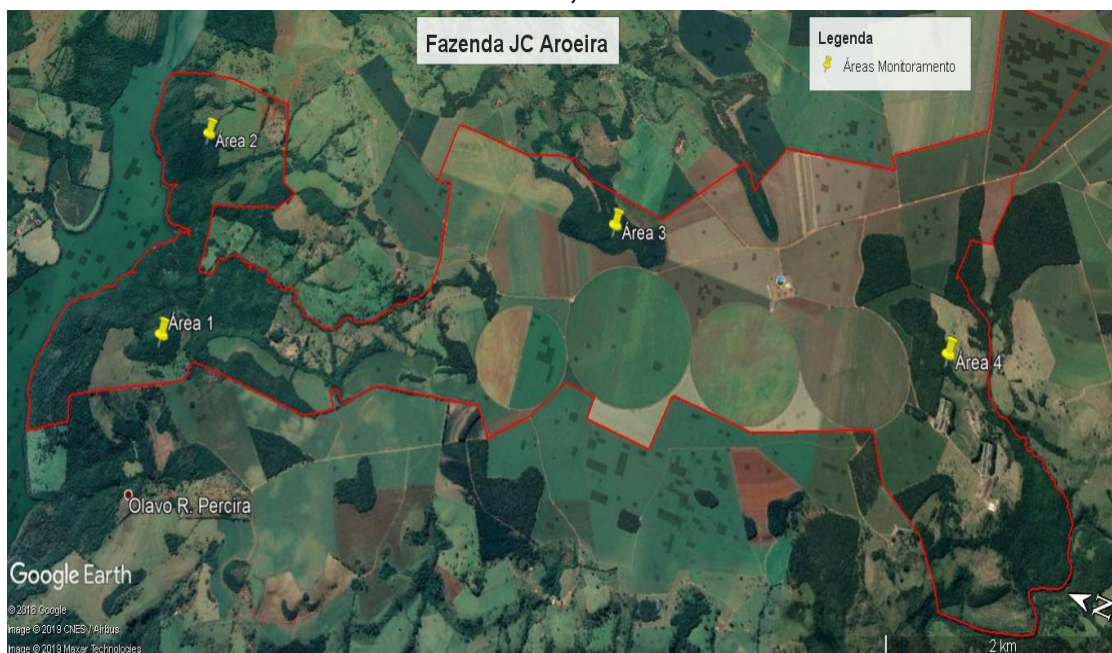 Fazenda JC Aroeira
Legenda
Áreas Monitoramento
Área 2
Área 3
Área 1
Área 4
Olavo R. Percira
Google Earth
© 2018 Google
Image © 2019 CNES / Airbus
Image © 2019 Maxar Technologies
N
2 km